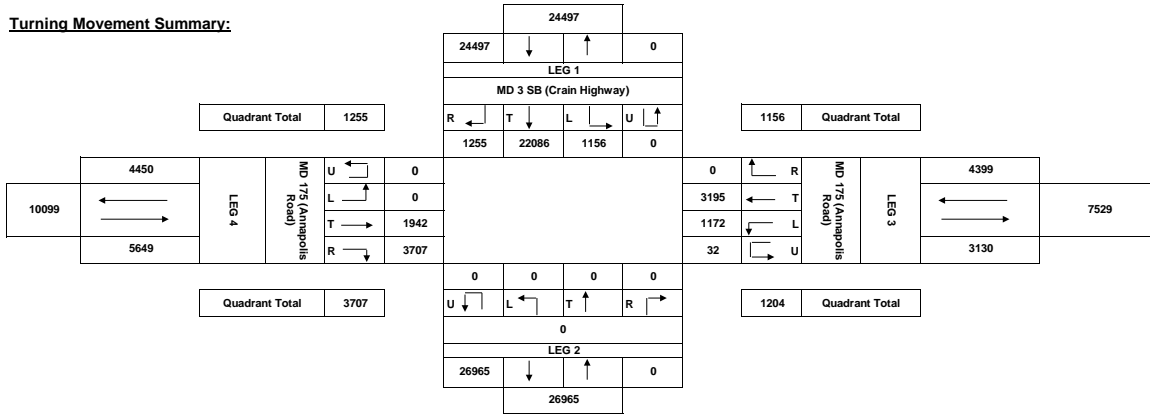 Turning Movement Summary:
24497
24497 0
LEG 1
MD 3 SB (Crain Highway)
Quadrant Total 1255
R T L U
1156 Quadrant Total
1255 22086 1156 0
4450
LEG 4
MD 175 (Annapolis Road)
U 0
0 R
MD 175 (Annapolis Road)
LEG 3
4399
10099
L 0
3195 T
7529
T 1942
1172 L
5649
R 3707
32 U
3130
0 0 0 0
Quadrant Total 3707
U L T R
1204 Quadrant Total
0
LEG 2
26965 0
26965